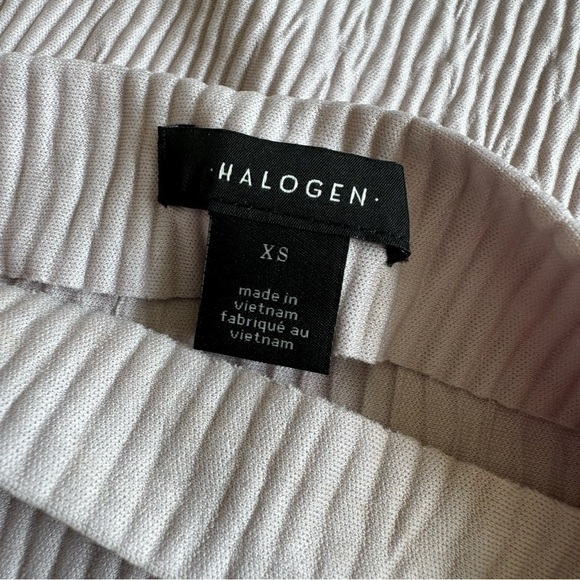 ·HALOGEN·
XS
made in
vietnam
fabriqué au
vietnam